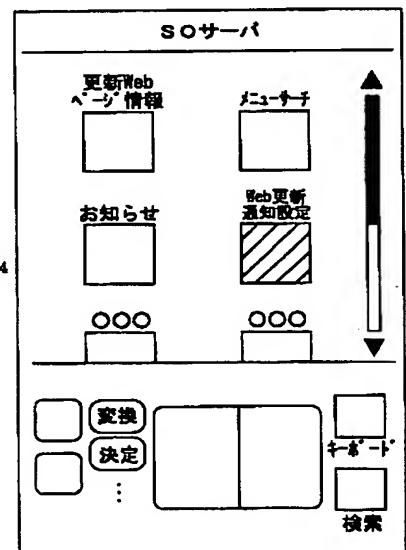 SOサーバ
更新Web
ページ情報
メニューサーチ
お知らせ
Web更新
通知設定
4
○○○
○○○
変換
決定
⋮
キーボード
検索